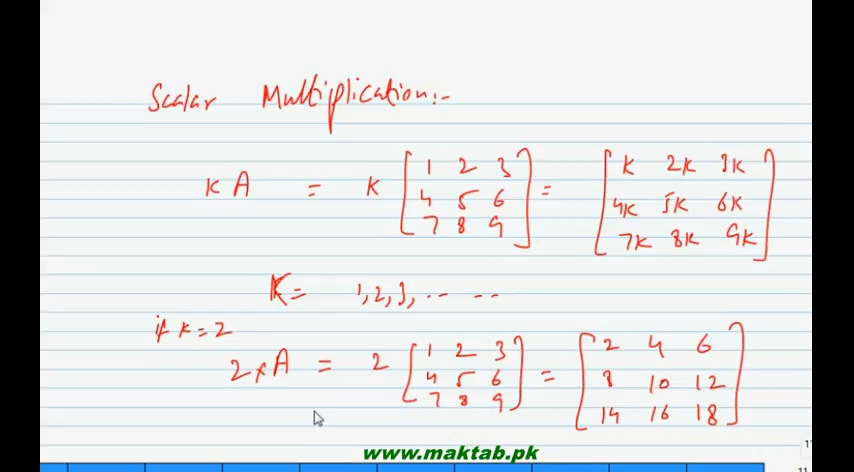 Scalar Multiplication:-
KA = K [1 2 3 = [K 2K 3K
4 5 6 4K 5K 6K
7 8 9] 7K 8K 9K]
K = 1,2,3, -- --
if K=2
2×A = 2 [1 2 3 = [2 4 6
4 5 6 8 10 12
7 8 9] 14 16 18]
www.maktab.pk